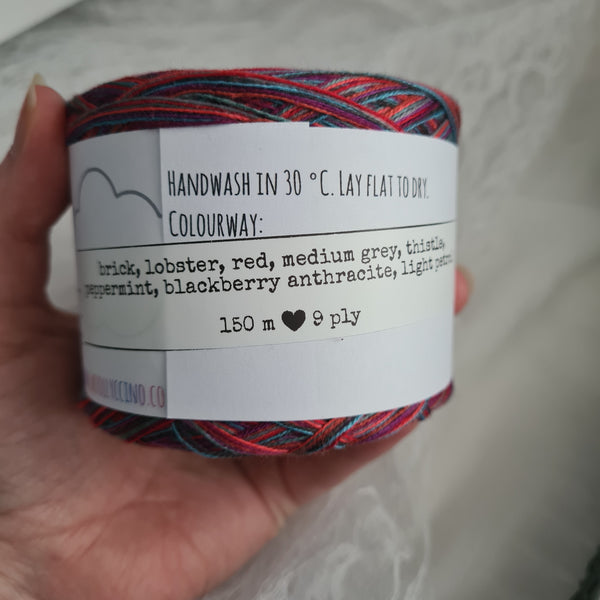 HANDWASH IN 30 °C. LAY FLAT TO DRY.
COLOURWAY:
brick, lobster, red, medium grey, thistle,
peppermint, blackberry anthracite, light
150 m ♥ 9 ply